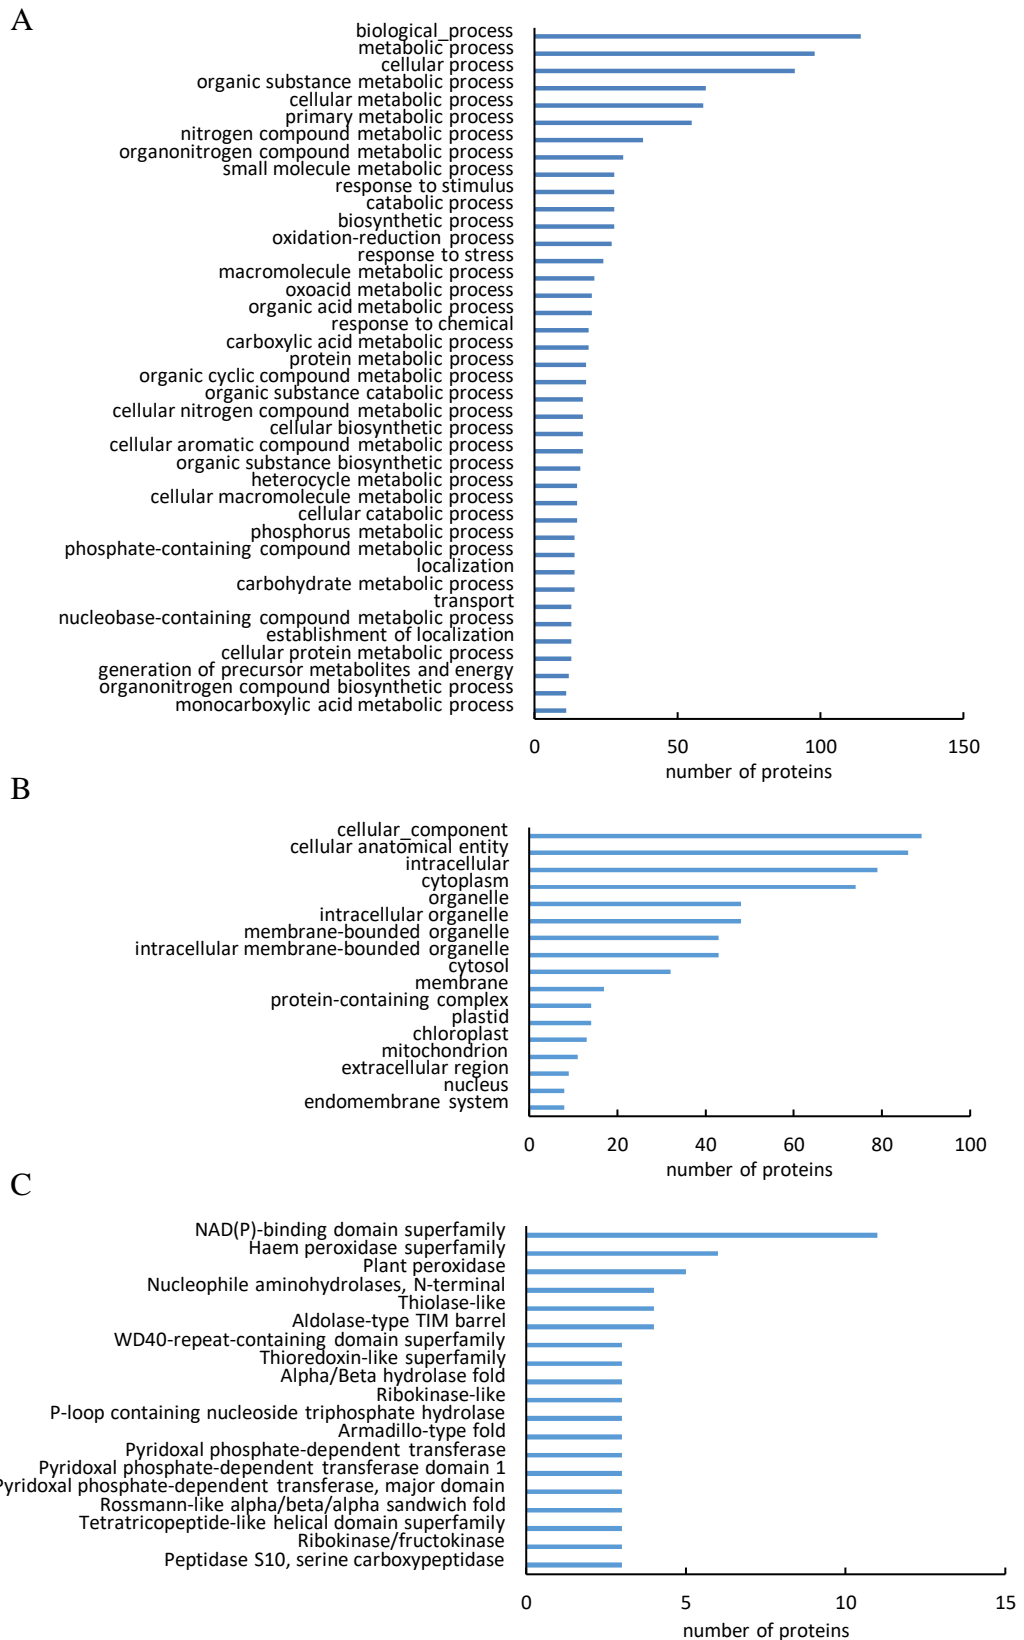 A
biological_process
metabolic process
cellular process
organic substance metabolic process
cellular metabolic process
primary metabolic process
nitrogen compound metabolic process
organonitrogen compound metabolic process
small molecule metabolic process
response to stimulus
catabolic process
biosynthetic process
oxidation-reduction process
response to stress
macromolecule metabolic process
oxoacid metabolic process
organic acid metabolic process
response to chemical
carboxylic acid metabolic process
protein metabolic process
organic cyclic compound metabolic process
organic substance catabolic process
cellular nitrogen compound metabolic process
cellular biosynthetic process
cellular aromatic compound metabolic process
organic substance biosynthetic process
heterocycle metabolic process
cellular macromolecule metabolic process
cellular catabolic process
phosphorus metabolic process
phosphate-containing compound metabolic process
localization
carbohydrate metabolic process
transport
nucleobase-containing compound metabolic process
establishment of localization
cellular protein metabolic process
generation of precursor metabolites and energy
organonitrogen compound biosynthetic process
monocarboxylic acid metabolic process
0 50 100 150
number of proteins
B
cellular_component
cellular anatomical entity
intracellular
cytoplasm
organelle
intracellular organelle
membrane-bounded organelle
intracellular membrane-bounded organelle
cytosol
membrane
protein-containing complex
plastid
chloroplast
mitochondrion
extracellular region
nucleus
endomembrane system
0 20 40 60 80 100
number of proteins
C
NAD(P)-binding domain superfamily
Haem peroxidase superfamily
Plant peroxidase
Nucleophile aminohydrolases, N-terminal
Thiolase-like
Aldolase-type TIM barrel
WD40-repeat-containing domain superfamily
Thioredoxin-like superfamily
Alpha/Beta hydrolase fold
Ribokinase-like
P-loop containing nucleoside triphosphate hydrolase
Armadillo-type fold
Pyridoxal phosphate-dependent transferase
Pyridoxal phosphate-dependent transferase domain 1
Pyridoxal phosphate-dependent transferase, major domain
Rossmann-like alpha/beta/alpha sandwich fold
Tetratricopeptide-like helical domain superfamily
Ribokinase/fructokinase
Peptidase S10, serine carboxypeptidase
0 5 10 15
number of proteins